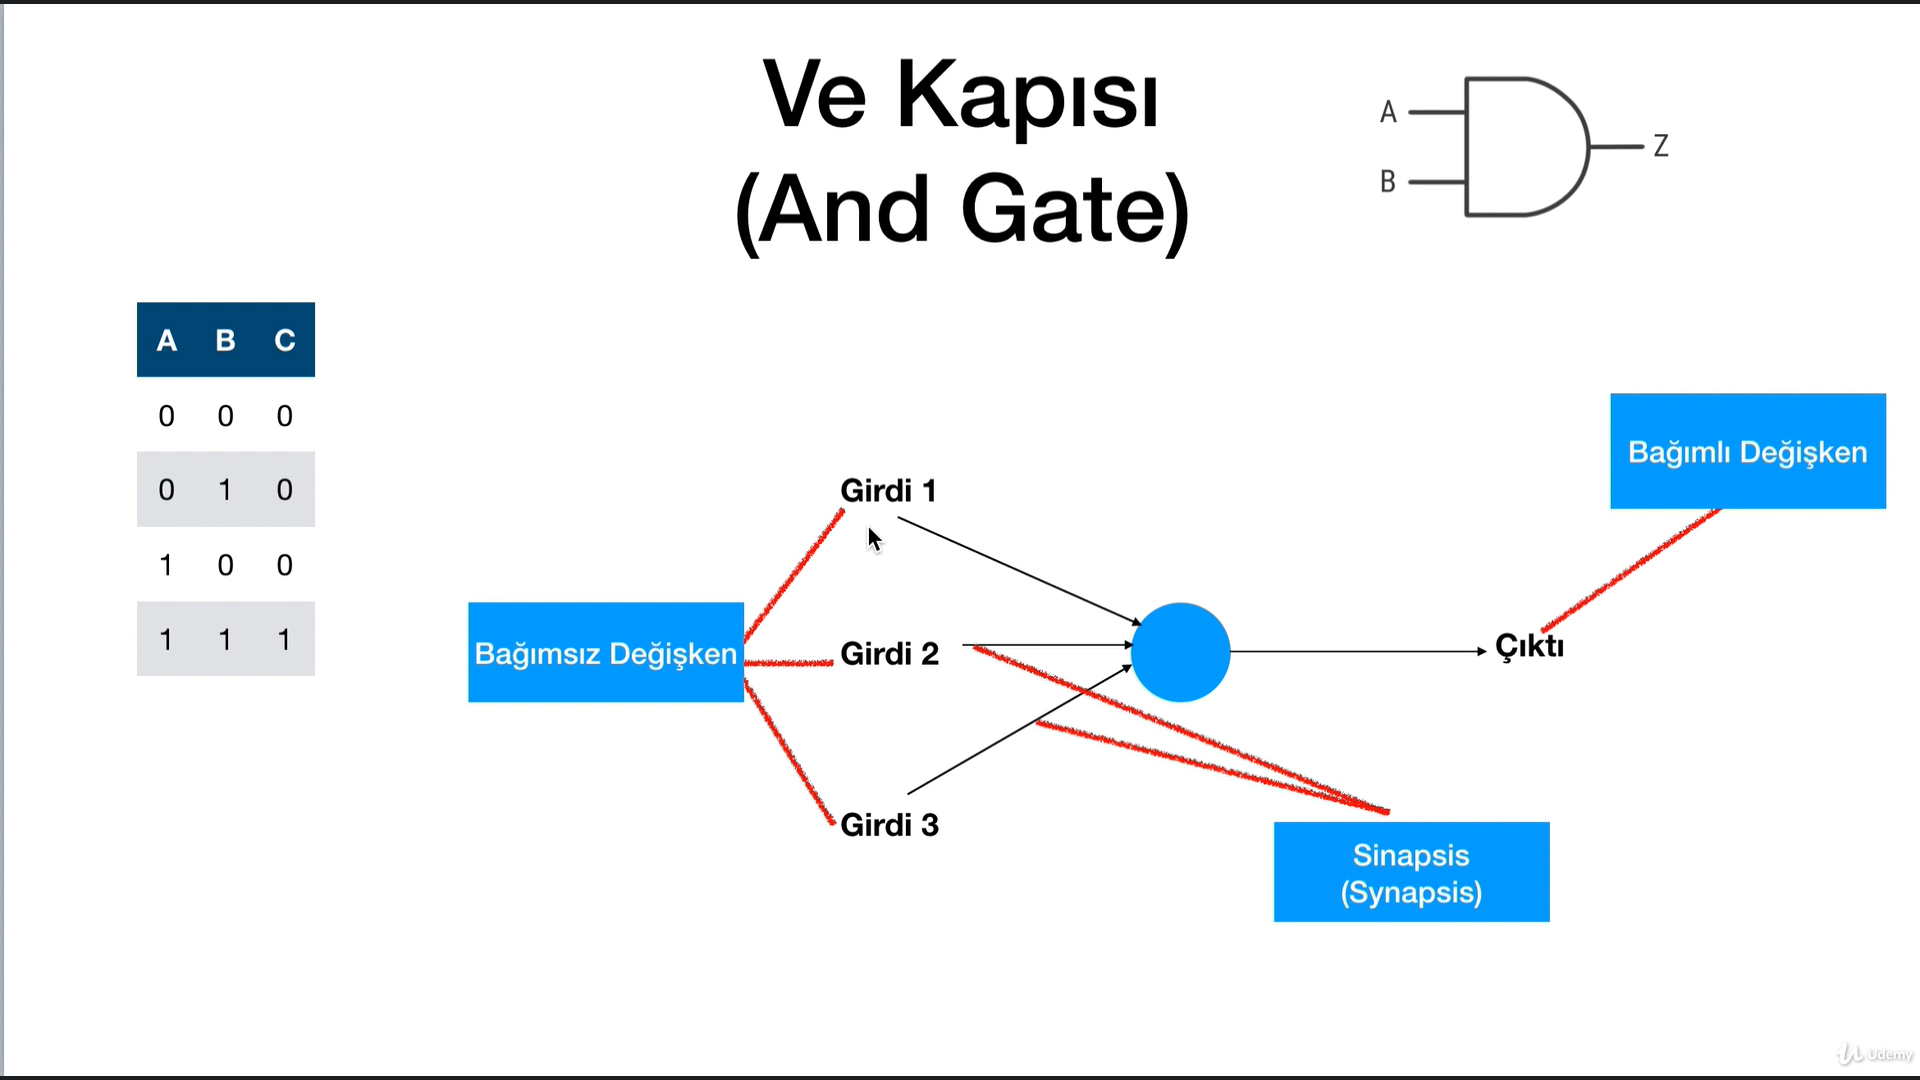 Ve Kapısı
(And Gate)
A
B
Z
A B C
0 0 0
0 1 0
1 0 0
1 1 1
Bağımlı Değişken
Girdi 1
Bağımsız Değişken
Girdi 2
Çıktı
Girdi 3
Sinapsis
(Synapsis)
Udemy